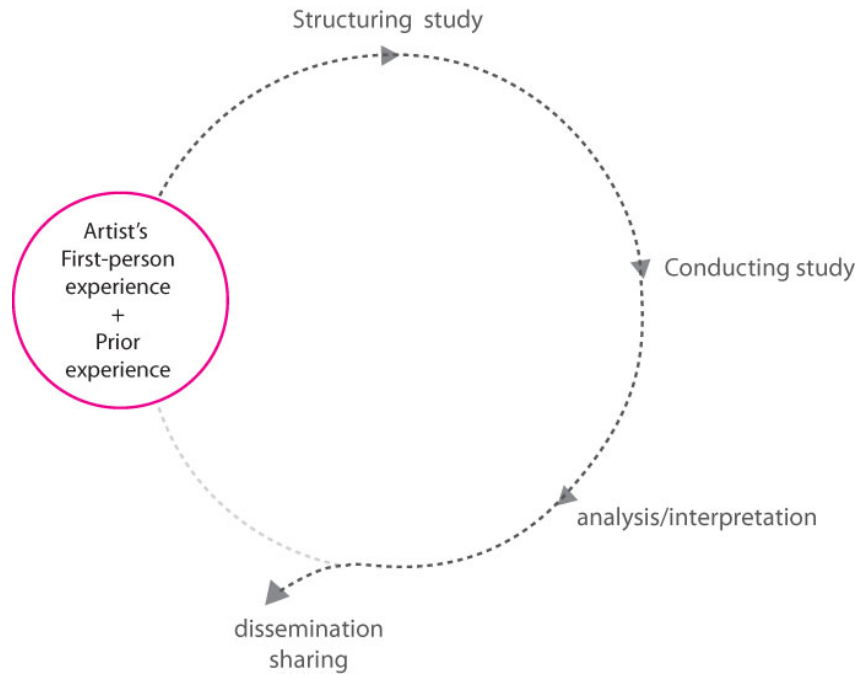 Structuring study
Artist's
First-person
experience
+
Prior
experience
Conducting study
analysis/interpretation
dissemination
sharing